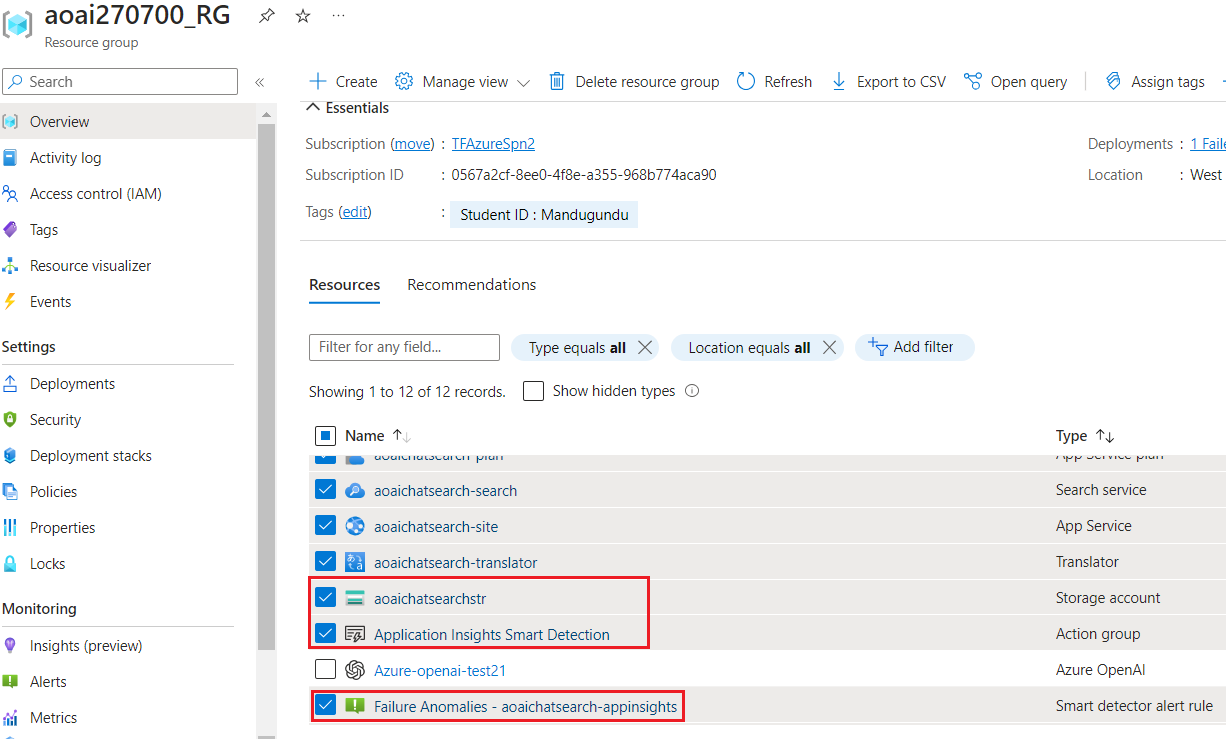 aoai270700_RG
Resource group
Search
«
Create
Manage view
Delete resource group
Refresh
Export to CSV
Open query
Assign tags
Overview
Activity log
Access control (IAM)
Tags
Resource visualizer
Events
Settings
Deployments
Security
Deployment stacks
Policies
Properties
Locks
Monitoring
Insights (preview)
Alerts
Metrics
Essentials
Subscription (move) : TFAzureSpn2
Subscription ID : 0567a2cf-8ee0-4f8e-a355-968b774aca90
Tags (edit) : Student ID : Mandugundu
Deployments : 1 Faile
Location : West
Resources Recommendations
Filter for any field...
Type equals all
Location equals all
Add filter
Showing 1 to 12 of 12 records.
Show hidden types
Name Type
aoaichatsearch-plan App Service plan
aoaichatsearch-search Search service
aoaichatsearch-site App Service
aoaichatsearch-translator Translator
aoaichatsearchstr Storage account
Application Insights Smart Detection Action group
Azure-openai-test21 Azure OpenAI
Failure Anomalies - aoaichatsearch-appinsights Smart detector alert rule